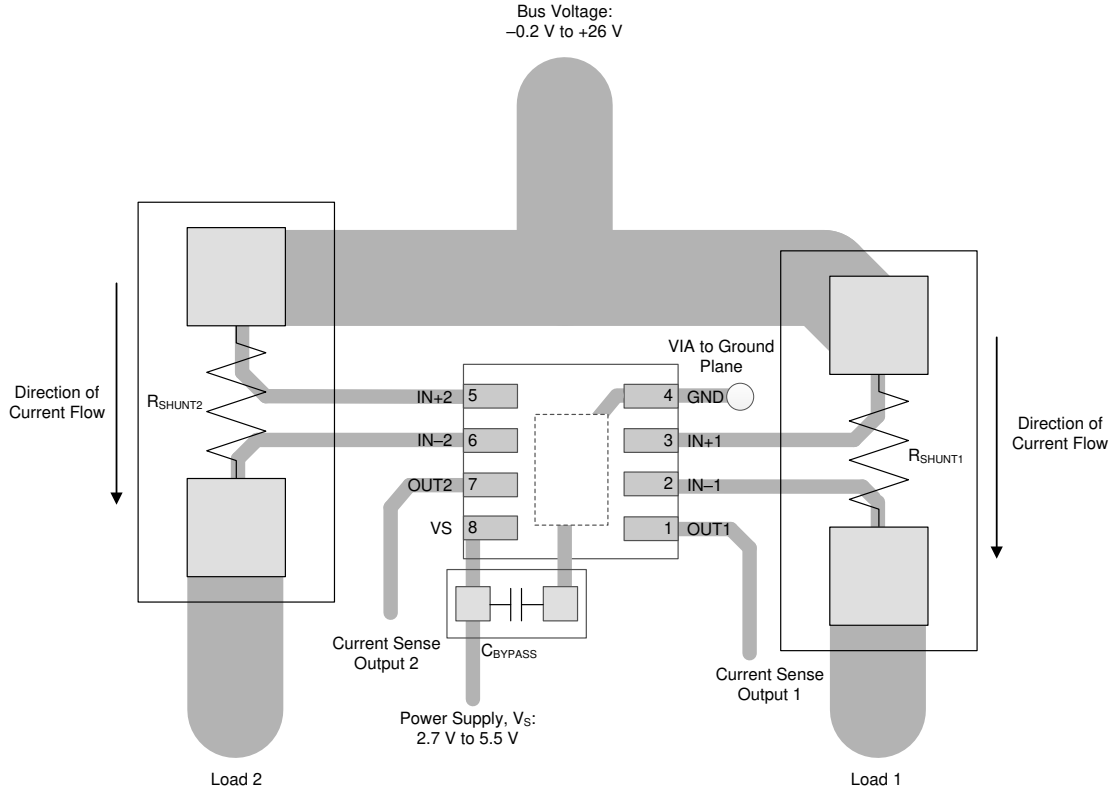 Bus Voltage:
–0.2 V to +26 V
VIA to Ground
Plane
Direction of
Current Flow
RSHUNT2
IN+2
5
4
GND
IN–2
6
3
IN+1
OUT2
7
2
IN–1
VS
8
1
OUT1
RSHUNT1
Direction of
Current Flow
Current Sense
Output 2
CBYPASS
Current Sense
Output 1
Power Supply, VS:
2.7 V to 5.5 V
Load 2
Load 1